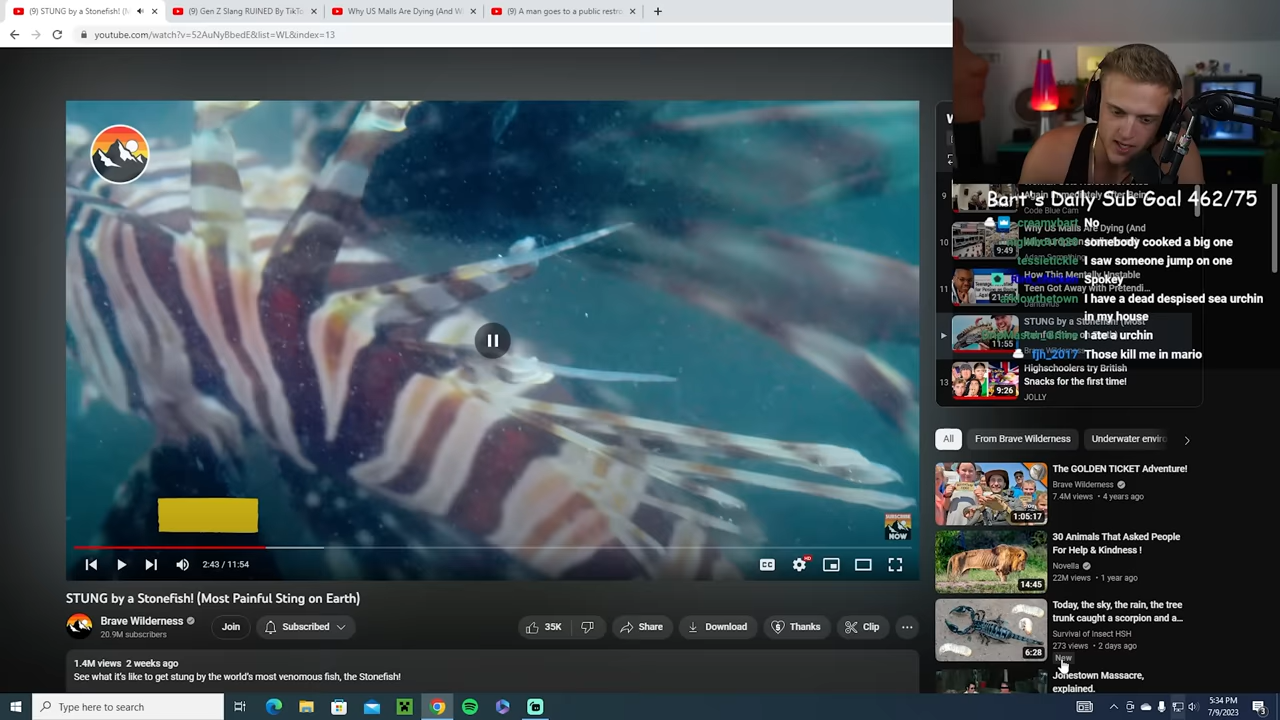 (9) STUNG by a Stonefish! (M
(9) Gen Z Slang RUINED By TikTo
Why US Malls Are Dying (And W
(9) A man goes to a public restro
youtube.com/watch?v=52AuNyBbedE&list=WL&index=13
Bart's Daily Sub Goal 462/75
creamybart No
somebody cooked a big one
tessietickle I saw someone jump on one
Spokey
I have a dead despised sea urchin
in my house
I ate a urchin
fjh_2017 Those kill me in mario
9
Code Blue Cam
10
Why US Malls Are Dying (And
9:49
11
How This Mentally Unstable
Teen Got Away with Pretendi...
STUNG by a Stonefish! (Most
11:55
13
Highschoolers try British
Snacks for the first time!
JOLLY
9:26
SUBSCRIBE
NOW
CC
HD
2:43 / 11:54
STUNG by a Stonefish! (Most Painful Sting on Earth)
Brave Wilderness
20.9M subscribers
Join
Subscribed
35K
Share
Download
Thanks
Clip
1.4M views 2 weeks ago
See what it's like to get stung by the world's most venomous fish, the Stonefish!
All
From Brave Wilderness
Underwater enviro
The GOLDEN TICKET Adventure!
Brave Wilderness
7.4M views • 4 years ago
1:05:17
30 Animals That Asked People
For Help & Kindness !
Novella
22M views • 1 year ago
14:45
Today, the sky, the rain, the tree
trunk caught a scorpion and a...
Survival of Insect HSH
273 views • 2 days ago
New
6:28
Jonestown Massacre,
explained.
Type here to search
5:34 PM
7/9/2023